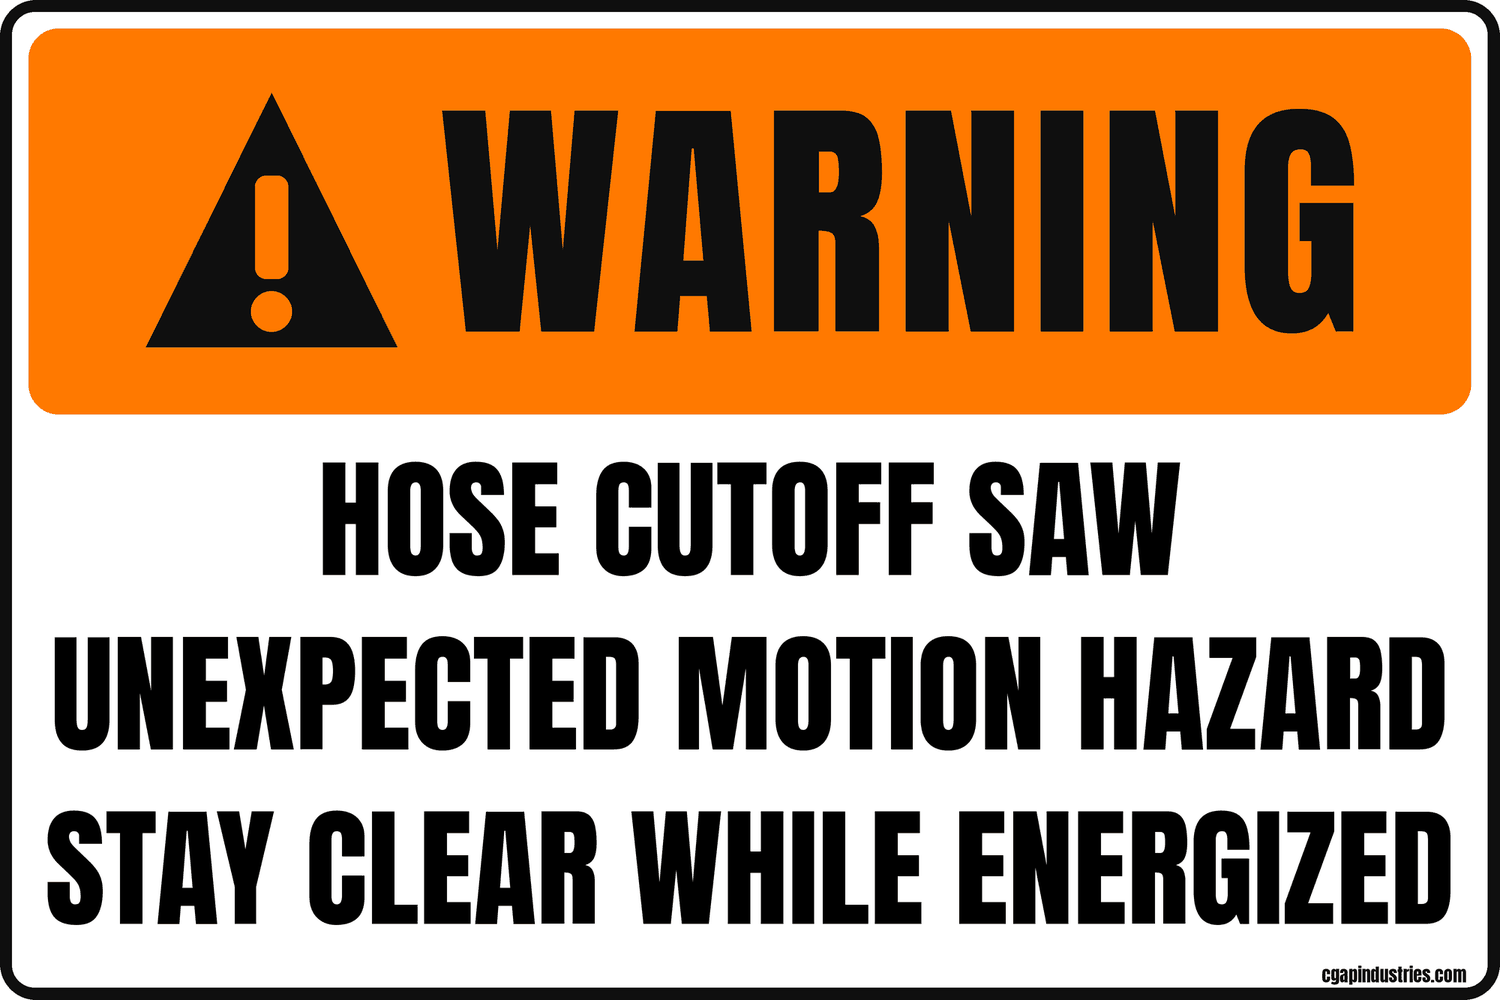 WARNING
HOSE CUTOFF SAW
UNEXPECTED MOTION HAZARD
STAY CLEAR WHILE ENERGIZED
cgapindustries.com